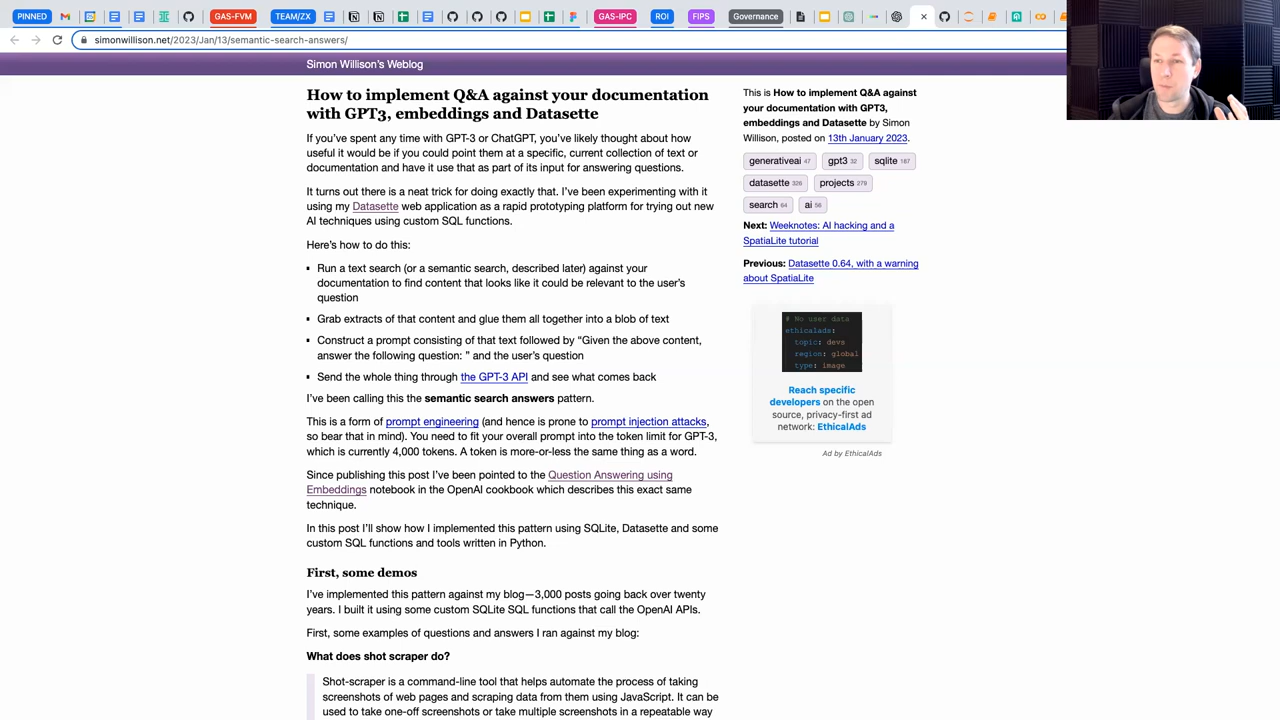 PINNED
GAS-FVM
TEAM/ZX
GAS-IPC
ROI
FIPS
Governance
simonwillison.net/2023/Jan/13/semantic-search-answers/
Simon Willison's Weblog
How to implement Q&A against your documentation
with GPT3, embeddings and Datasette
If you've spent any time with GPT-3 or ChatGPT, you've likely thought about how
useful it would be if you could point them at a specific, current collection of text or
documentation and have it use that as part of its input for answering questions.
It turns out there is a neat trick for doing exactly that. I've been experimenting with it
using my Datasette web application as a rapid prototyping platform for trying out new
AI techniques using custom SQL functions.
Here's how to do this:
Run a text search (or a semantic search, described later) against your
documentation to find content that looks like it could be relevant to the user's
question
Grab extracts of that content and glue them all together into a blob of text
Construct a prompt consisting of that text followed by “Given the above content,
answer the following question: ” and the user's question
Send the whole thing through the GPT-3 API and see what comes back
I've been calling this the semantic search answers pattern.
This is a form of prompt engineering (and hence is prone to prompt injection attacks,
so bear that in mind). You need to fit your overall prompt into the token limit for GPT-3,
which is currently 4,000 tokens. A token is more-or-less the same thing as a word.
Since publishing this post I've been pointed to the Question Answering using
Embeddings notebook in the OpenAI cookbook which describes this exact same
technique.
In this post I'll show how I implemented this pattern using SQLite, Datasette and some
custom SQL functions and tools written in Python.
First, some demos
I've implemented this pattern against my blog—3,000 posts going back over twenty
years. I built it using some custom SQLite SQL functions that call the OpenAI APIs.
First, some examples of questions and answers I ran against my blog:
What does shot scraper do?
Shot-scraper is a command-line tool that helps automate the process of taking
screenshots of web pages and scraping data from them using JavaScript. It can be
used to take one-off screenshots or take multiple screenshots in a repeatable way
This is How to implement Q&A against your
documentation with GPT3,
embeddings and Datasette by Simon
Willison, posted on 13th January 2023.
generativeai 47 gpt3 32 sqlite 187
datasette 326 projects 279
search 64 ai 56
Next: Weeknotes: AI hacking and a
SpatiaLite tutorial
Previous: Datasette 0.64, with a warning
about SpatiaLite
# No user data
ethicalads:
topic: devs
region: global
type: image
Reach specific
developers on the open
source, privacy-first ad
network: EthicalAds
Ad by EthicalAds